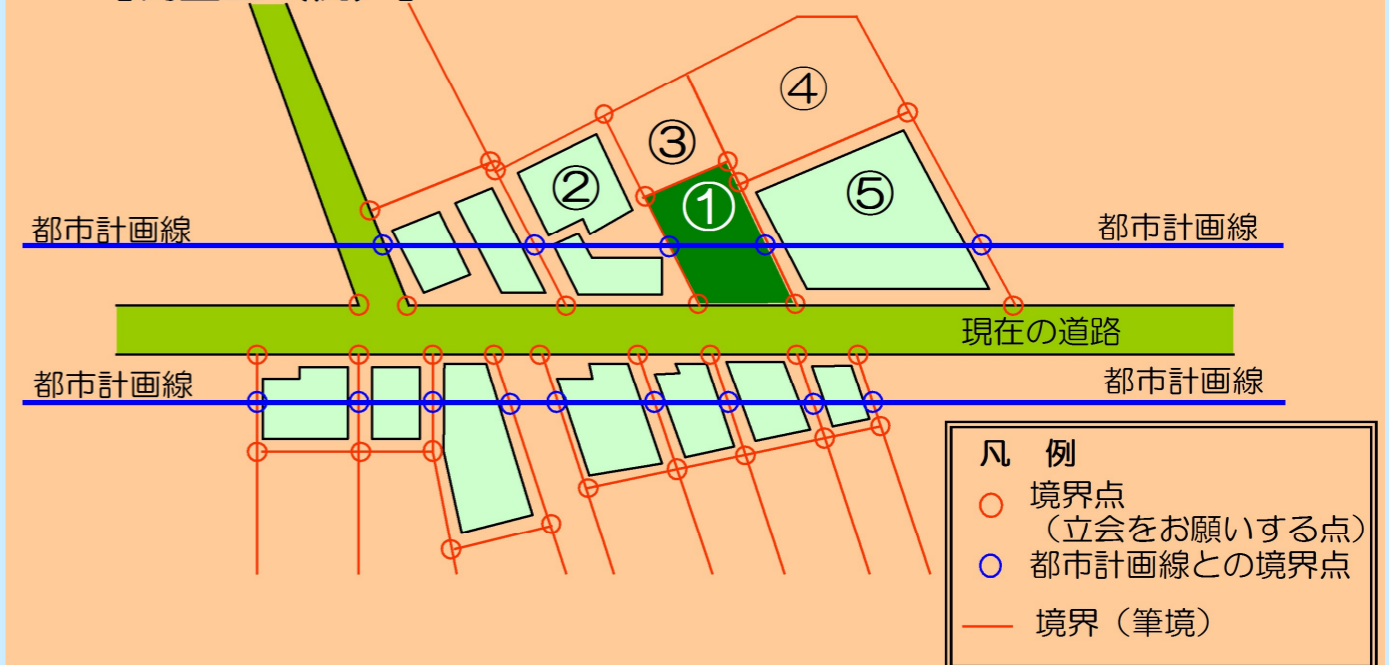 ④
③
②
①
⑤
都市計画線
都市計画線
現在の道路
都市計画線
都市計画線
凡 例
境界点
（立会をお願いする点）
都市計画線との境界点
境界（筆境）